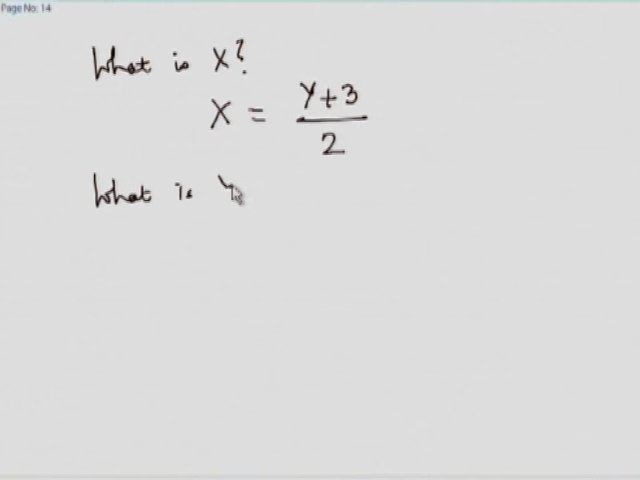 Page No: 14
What is X?
X = Y+3 / 2
What is